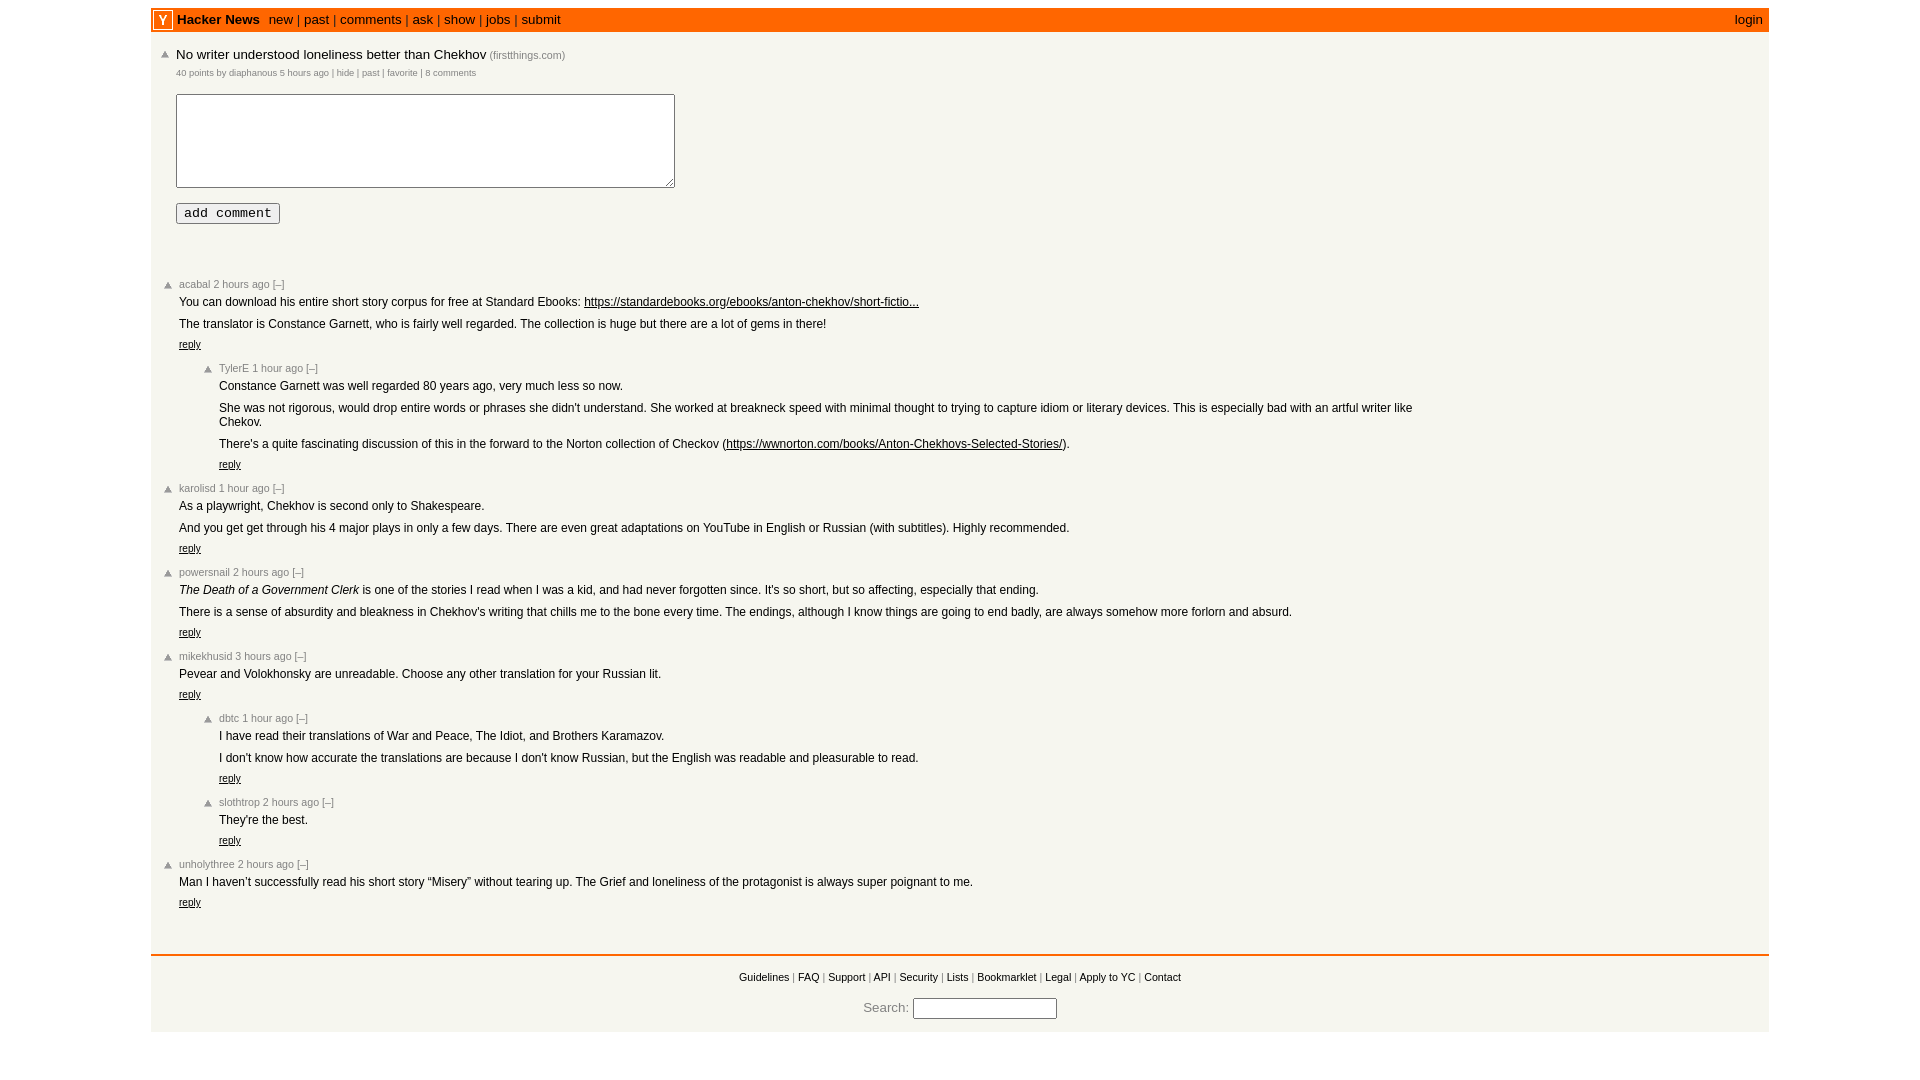 Y Hacker News new | past | comments | ask | show | jobs | submit login
No writer understood loneliness better than Chekhov (firstthings.com)
40 points by diaphanous 5 hours ago | hide | past | favorite | 8 comments
add comment
acabal 2 hours ago [–]
You can download his entire short story corpus for free at Standard Ebooks: https://standardebooks.org/ebooks/anton-chekhov/short-fictio...
The translator is Constance Garnett, who is fairly well regarded. The collection is huge but there are a lot of gems in there!
reply
TylerE 1 hour ago [–]
Constance Garnett was well regarded 80 years ago, very much less so now.
She was not rigorous, would drop entire words or phrases she didn't understand. She worked at breakneck speed with minimal thought to trying to capture idiom or literary devices. This is especially bad with an artful writer like
Chekov.
There's a quite fascinating discussion of this in the forward to the Norton collection of Checkov (https://wwnorton.com/books/Anton-Chekhovs-Selected-Stories/).
reply
karolisd 1 hour ago [–]
As a playwright, Chekhov is second only to Shakespeare.
And you get get through his 4 major plays in only a few days. There are even great adaptations on YouTube in English or Russian (with subtitles). Highly recommended.
reply
powersnail 2 hours ago [–]
The Death of a Government Clerk is one of the stories I read when I was a kid, and had never forgotten since. It's so short, but so affecting, especially that ending.
There is a sense of absurdity and bleakness in Chekhov's writing that chills me to the bone every time. The endings, although I know things are going to end badly, are always somehow more forlorn and absurd.
reply
mikekhusid 3 hours ago [–]
Pevear and Volokhonsky are unreadable. Choose any other translation for your Russian lit.
reply
dbtc 1 hour ago [–]
I have read their translations of War and Peace, The Idiot, and Brothers Karamazov.
I don't know how accurate the translations are because I don't know Russian, but the English was readable and pleasurable to read.
reply
slothtrop 2 hours ago [–]
They're the best.
reply
unholythree 2 hours ago [–]
Man I haven’t successfully read his short story “Misery” without tearing up. The Grief and loneliness of the protagonist is always super poignant to me.
reply
Guidelines | FAQ | Support | API | Security | Lists | Bookmarklet | Legal | Apply to YC | Contact
Search: